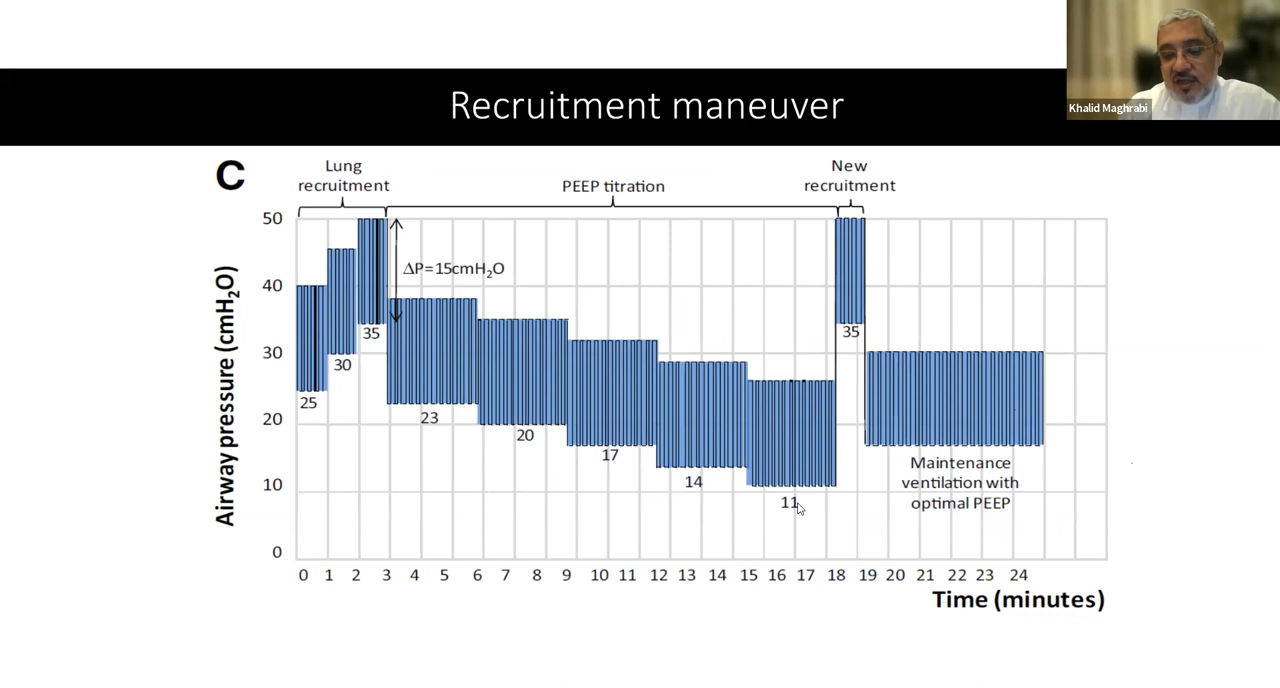 Khalid Maghrabi
Recruitment maneuver
C
Lung
recruitment
PEEP titration
New
recruitment
Airway pressure (cmH₂O)
50
40
30
20
10
0
ΔP=15cmH₂O
25
30
35
23
20
17
14
11
35
Maintenance
ventilation with
optimal PEEP
0 1 2 3 4 5 6 7 8 9 10 11 12 13 14 15 16 17 18 19 20 21 22 23 24
Time (minutes)